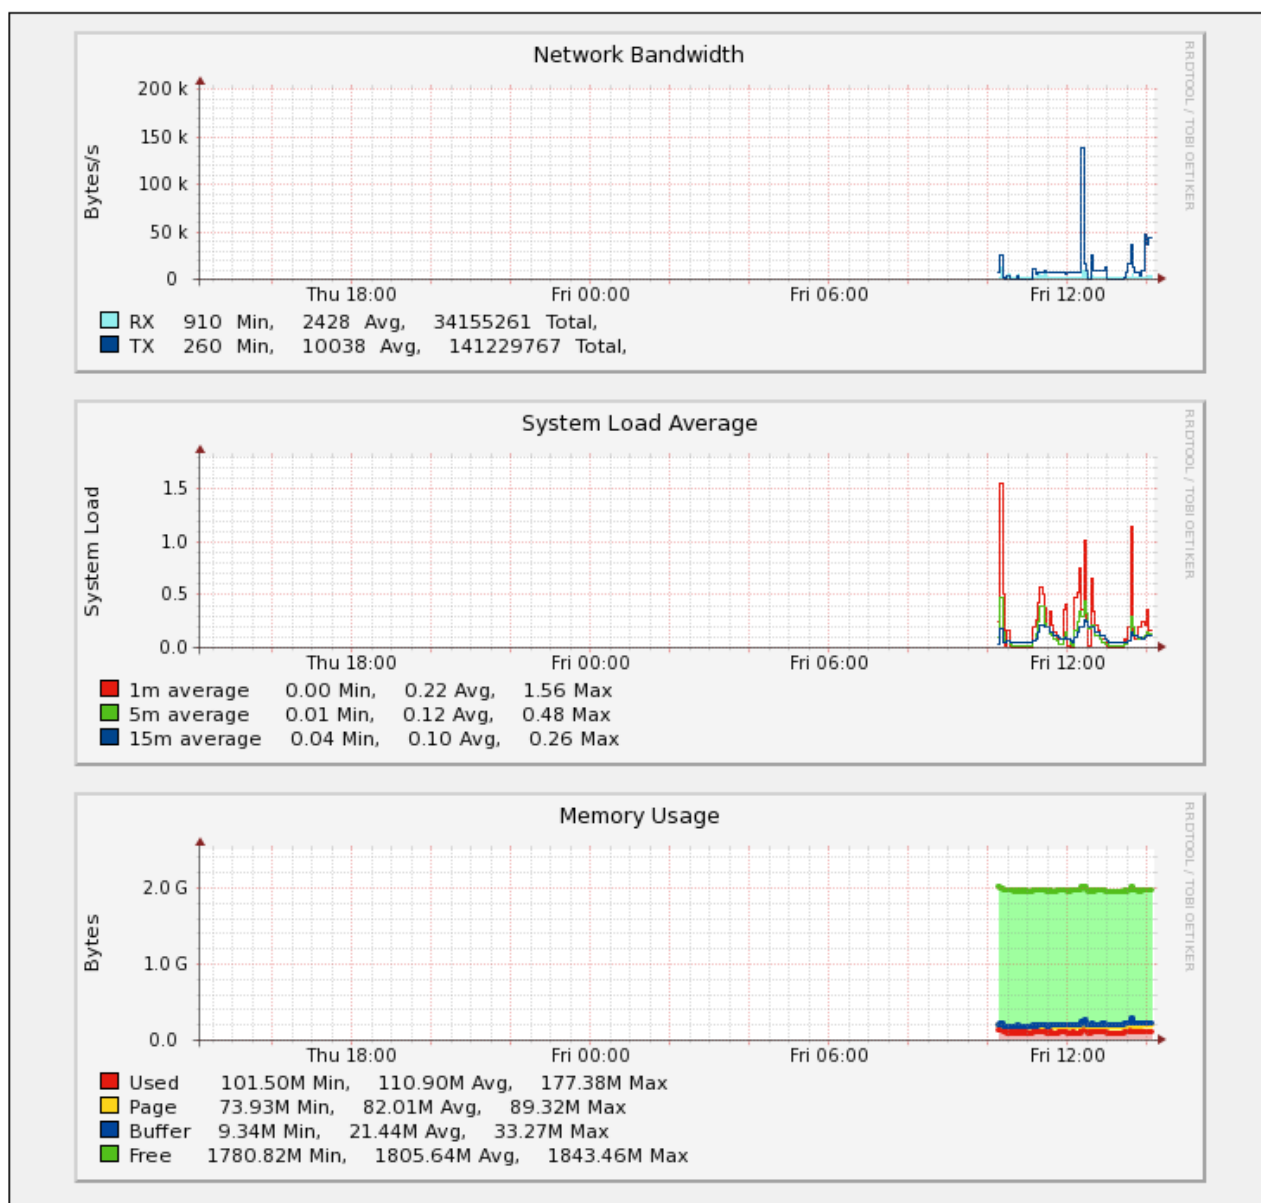 Network Bandwidth
RRDTOOL / TOBI OETIKER
Bytes/s
200 k
150 k
100 k
50 k
0
Thu 18:00 Fri 00:00 Fri 06:00 Fri 12:00
RX 910 Min, 2428 Avg, 34155261 Total,
TX 260 Min, 10038 Avg, 141229767 Total,
System Load Average
RRDTOOL / TOBI OETIKER
System Load
1.5
1.0
0.5
0.0
Thu 18:00 Fri 00:00 Fri 06:00 Fri 12:00
1m average 0.00 Min, 0.22 Avg, 1.56 Max
5m average 0.01 Min, 0.12 Avg, 0.48 Max
15m average 0.04 Min, 0.10 Avg, 0.26 Max
Memory Usage
RRDTOOL / TOBI OETIKER
Bytes
2.0 G
1.0 G
0.0
Thu 18:00 Fri 00:00 Fri 06:00 Fri 12:00
Used 101.50M Min, 110.90M Avg, 177.38M Max
Page 73.93M Min, 82.01M Avg, 89.32M Max
Buffer 9.34M Min, 21.44M Avg, 33.27M Max
Free 1780.82M Min, 1805.64M Avg, 1843.46M Max